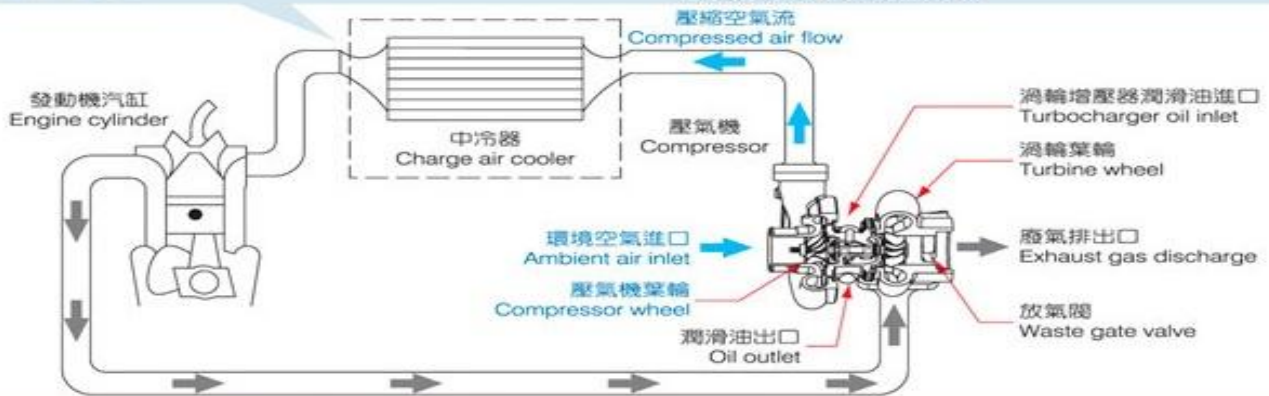 壓縮空氣流
Compressed air flow
發動機汽缸
Engine cylinder
中冷器
Charge air cooler
壓氣機
Compressor
渦輪增壓器潤滑油進口
Turbocharger oil inlet
渦輪葉輪
Turbine wheel
環境空氣進口
Ambient air inlet
廢氣排出口
Exhaust gas discharge
壓氣機葉輪
Compressor wheel
放氣閥
Waste gate valve
潤滑油出口
Oil outlet